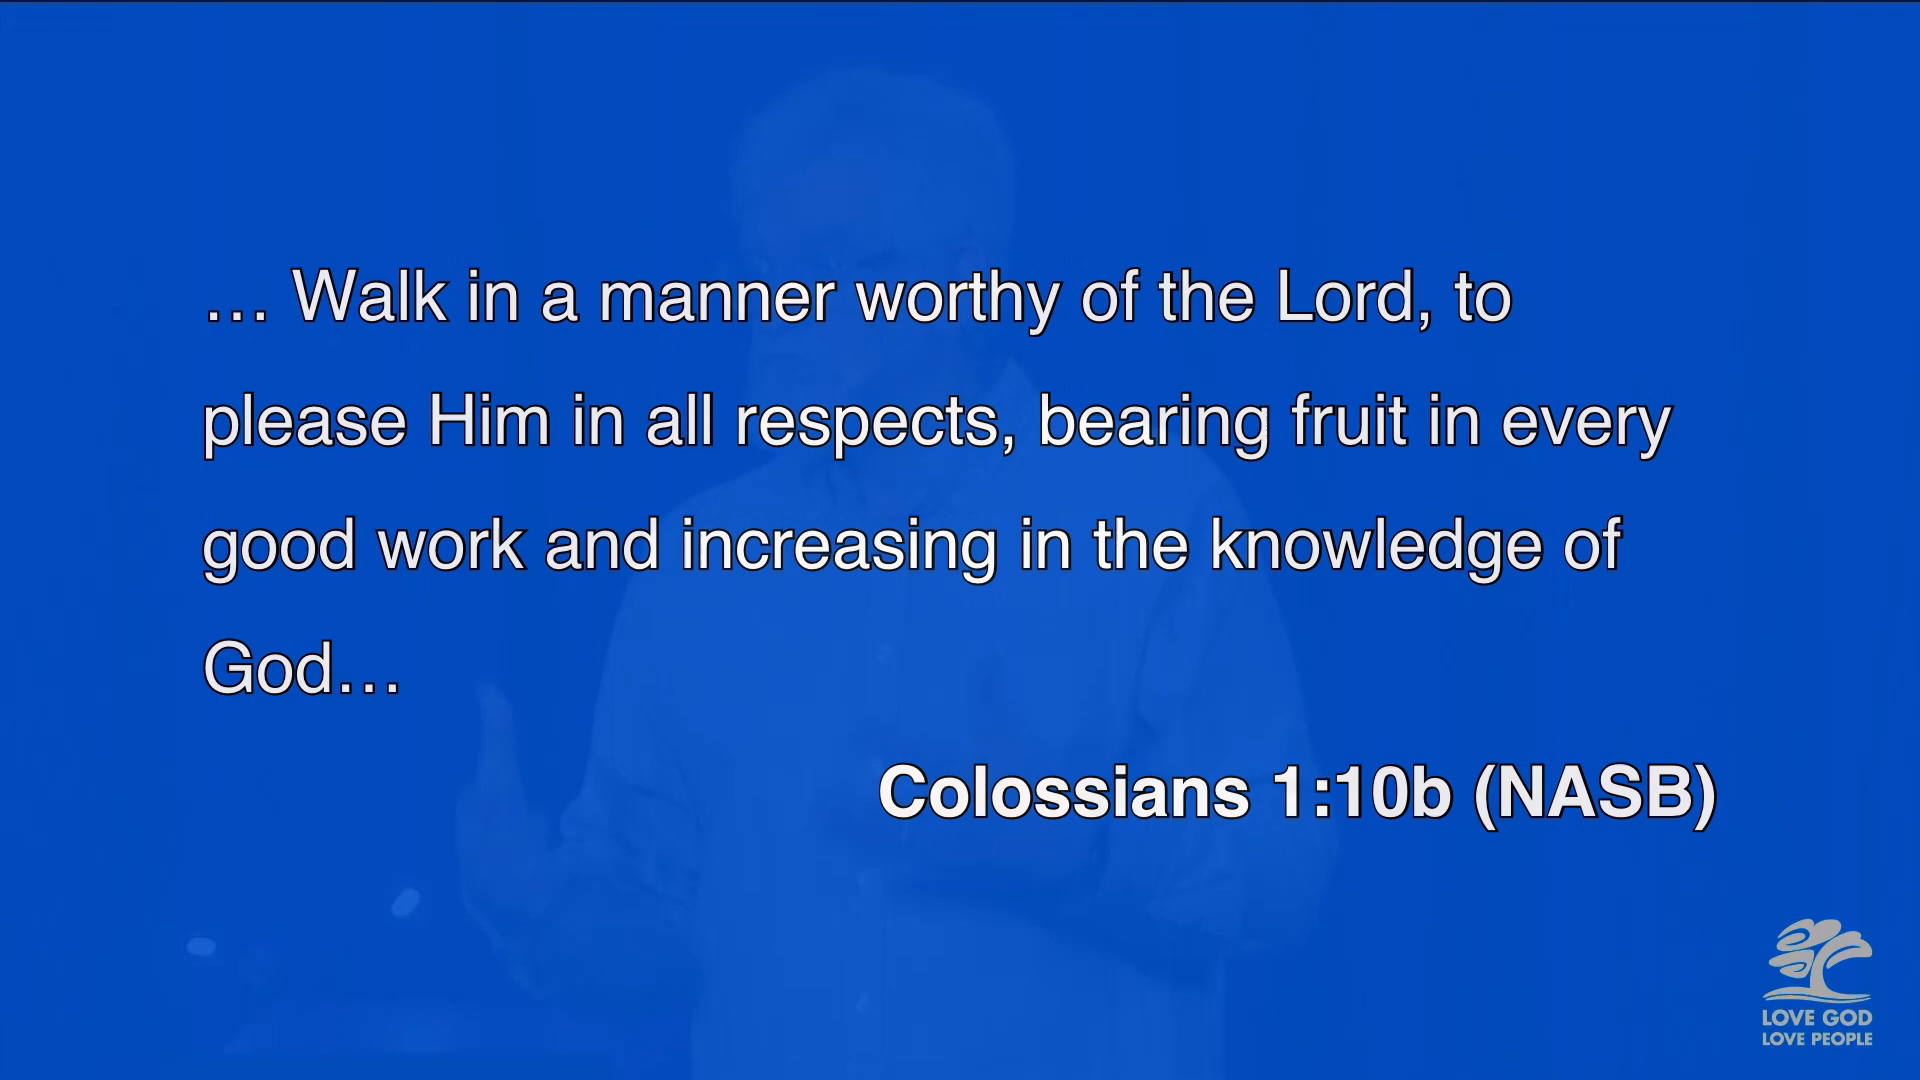 … Walk in a manner worthy of the Lord, to
please Him in all respects, bearing fruit in every
good work and increasing in the knowledge of
God…
Colossians 1:10b (NASB)
LOVE GOD
LOVE PEOPLE